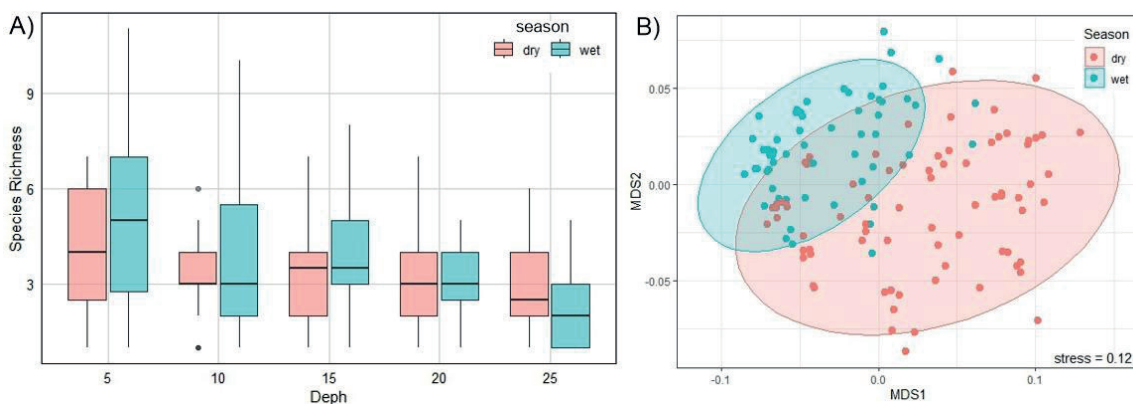 A)
season
dry wet
9
6
3
Species Richness
5 10 15 20 25
Deph
B)
Season
dry
wet
0.05
0.00
-0.05
MDS2
stress = 0.12
-0.1 0.0 0.1
MDS1